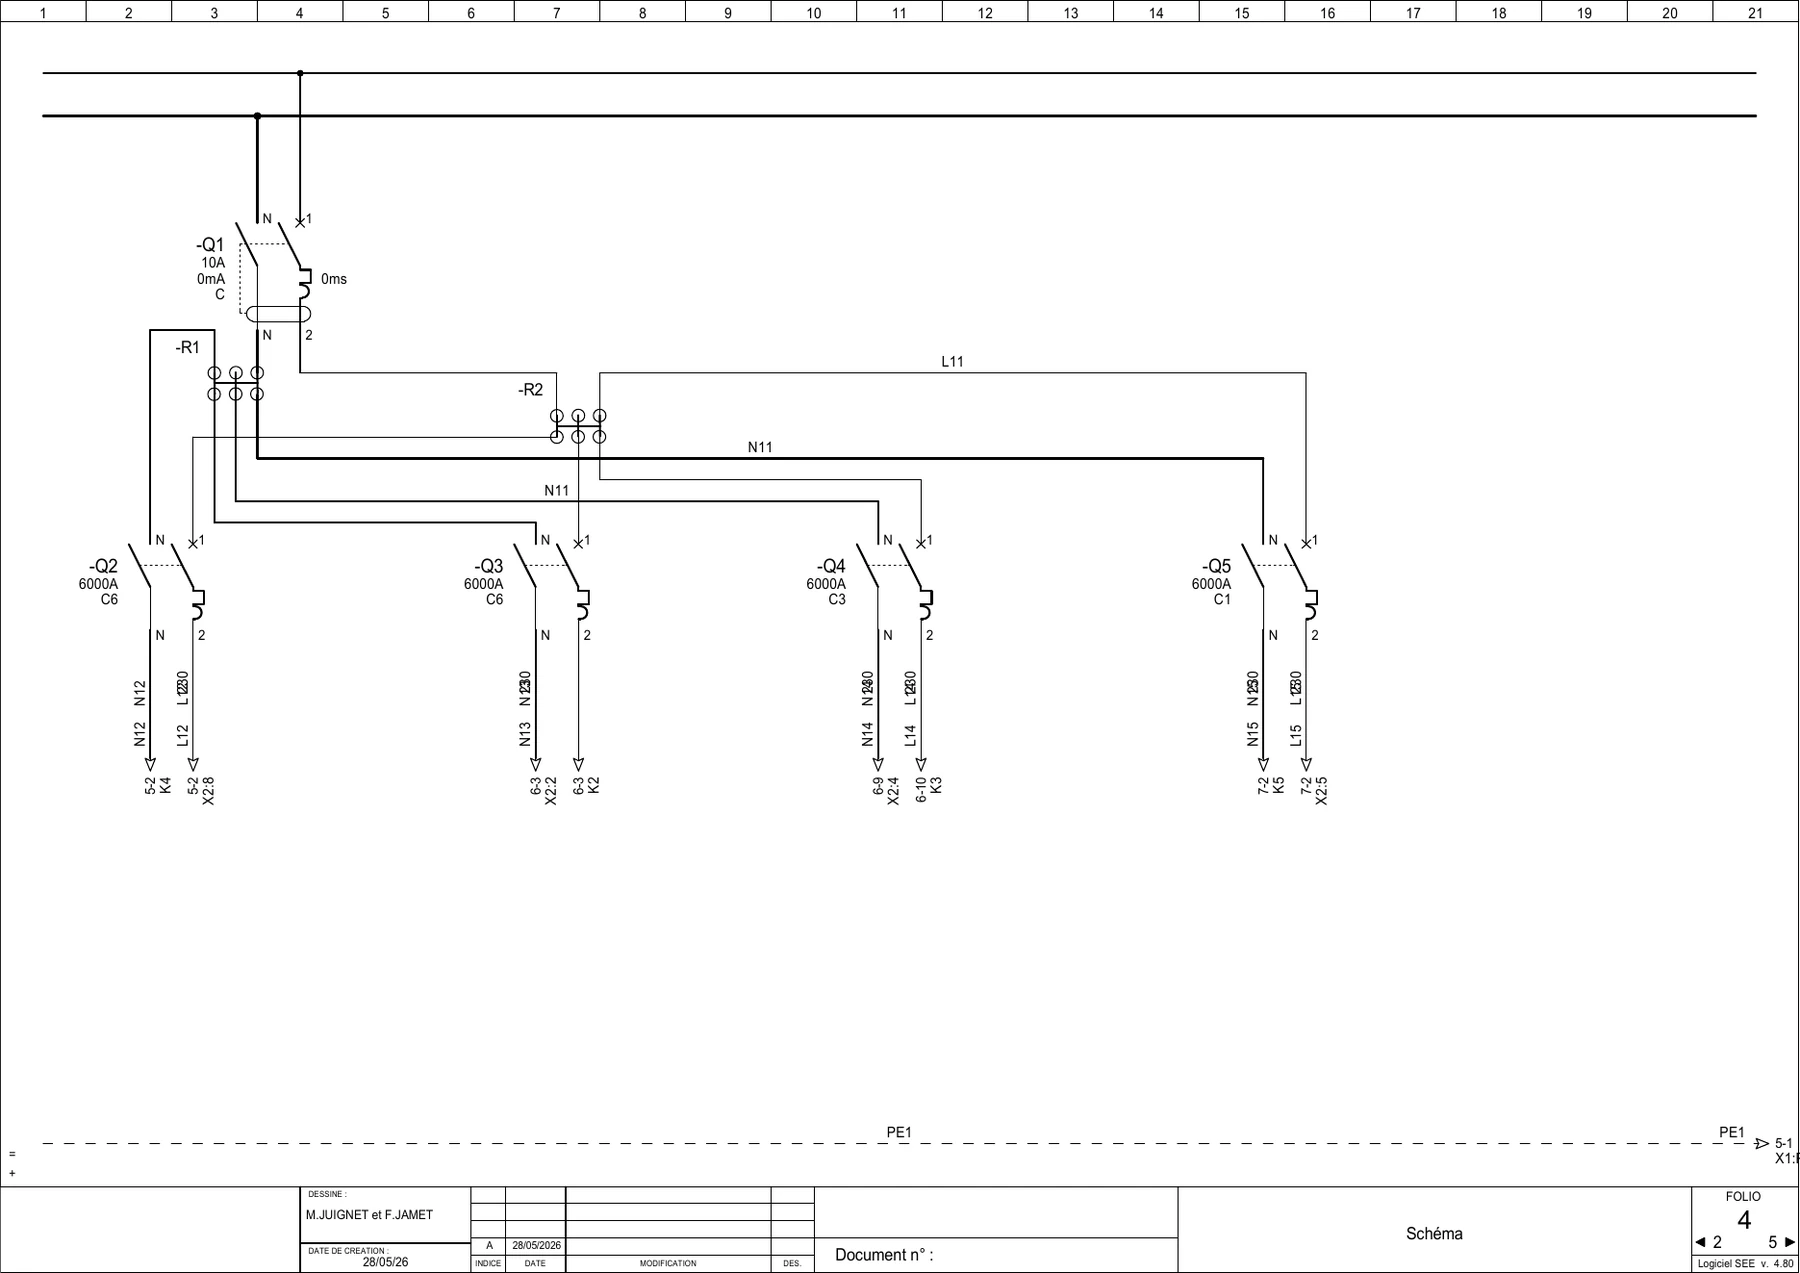 1 2 3 4 5 6 7 8 9 10 11 12 13 14 15 16 17 18 19 20 21
N 1
-Q1
10A
0mA 0ms
C
N 2
-R1
L11
-R2
N11
N11
N 1
-Q2
6000A
C6
N 2
N 1
-Q3
6000A
C6
N 2
N 1
-Q4
6000A
C3
N 2
N 1
-Q5
6000A
C1
N 2
N12
N12 L12
N13
N14 L14
N15 L15
5-2
K4
5-2
X2:8
6-3
X2:2
6-3
K2
6-9
X2:4
6-10
K3
7-2
K5
7-2
X2:5
PE1 PE1
5-1
=
+
DESSINE :
M.JUIGNET et F.JAMET
DATE DE CREATION :
28/05/26
A 28/05/2026
INDICE DATE MODIFICATION DES.
Document n° :
Schéma
FOLIO
4
◄ 2 5 ►
Logiciel SEE v. 4.80